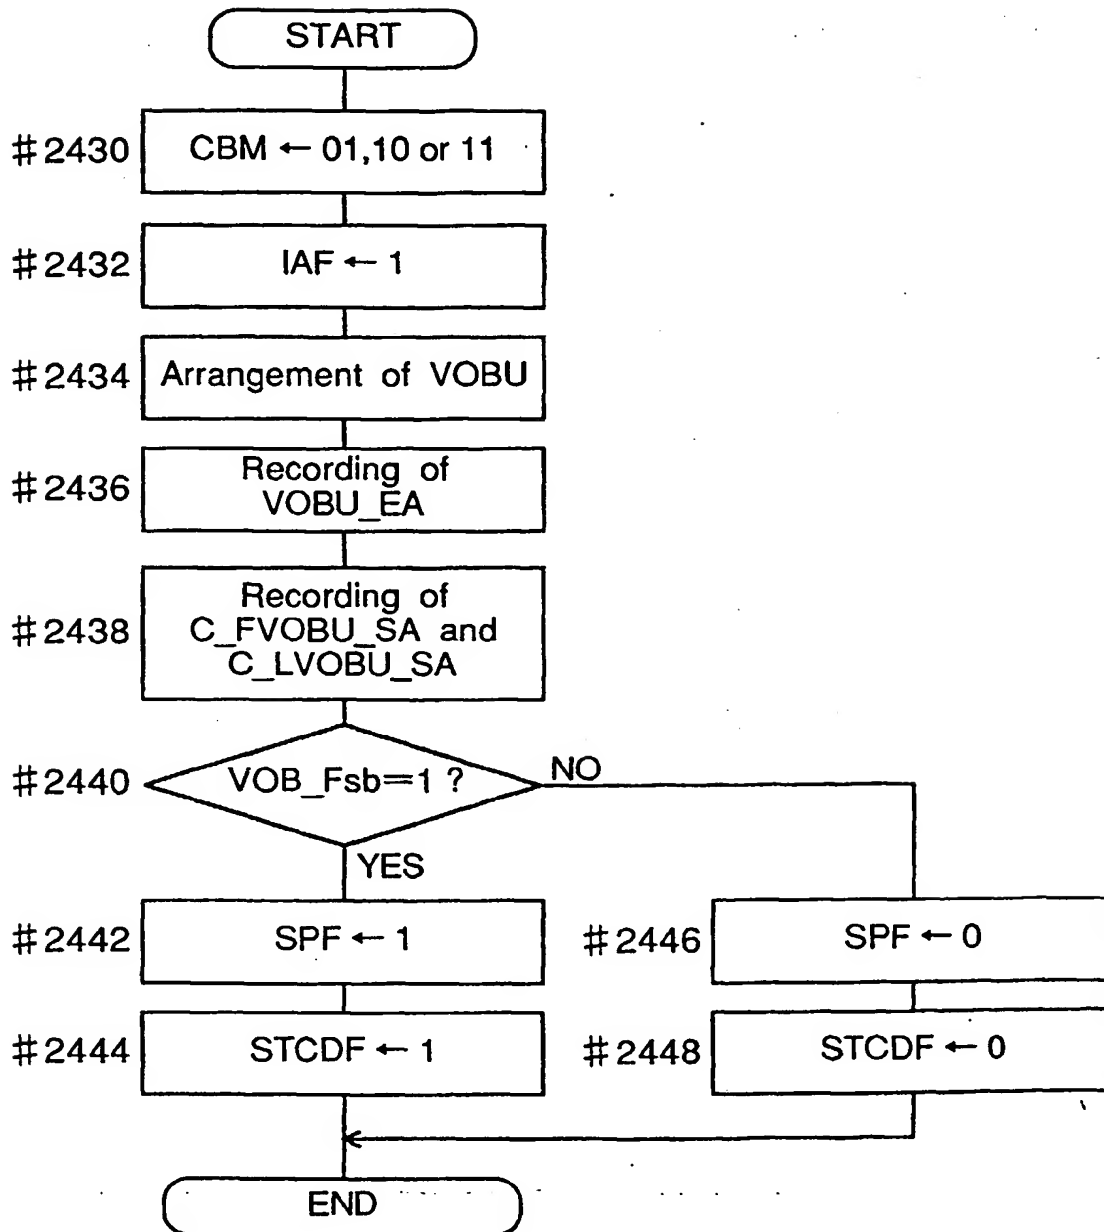 START
#2430
CBM ← 01,10 or 11
#2432
IAF ← 1
#2434
Arrangement of VOBU
#2436
Recording of
VOBU_EA
#2438
Recording of
C_FVOBU_SA and
C_LVOBU_SA
#2440
VOB_Fsb=1 ?
NO
YES
#2442
SPF ← 1
#2446
SPF ← 0
#2444
STCDF ← 1
#2448
STCDF ← 0
END